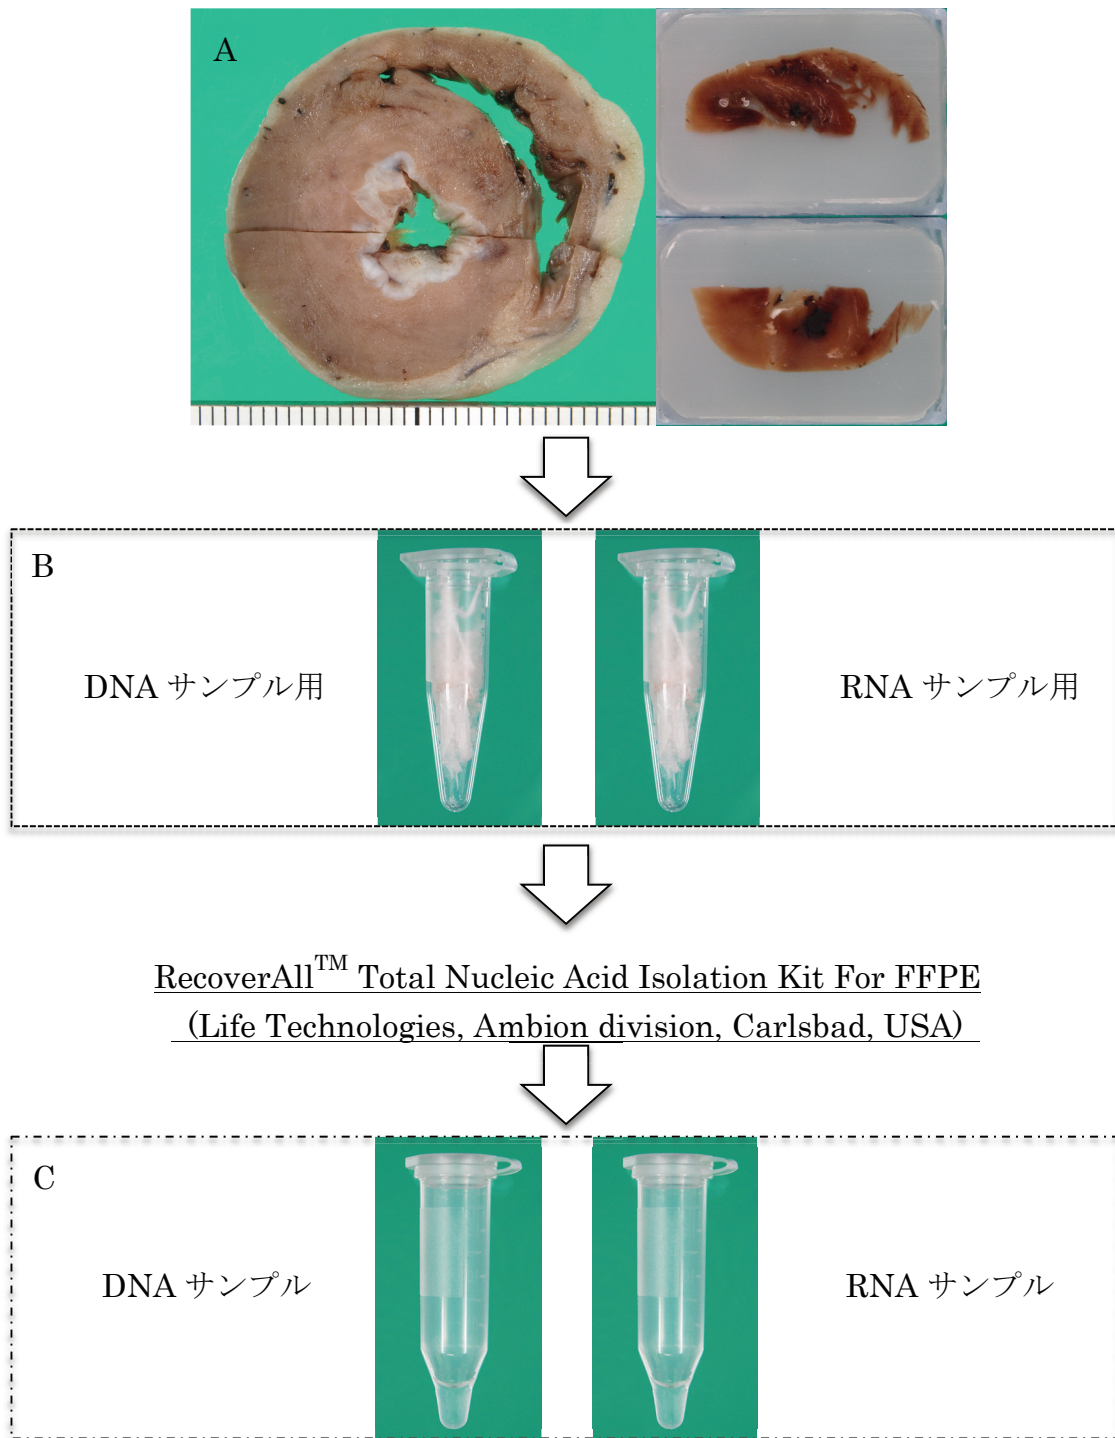 A
B
DNA サンプル用
RNA サンプル用
RecoverAll™ Total Nucleic Acid Isolation Kit For FFPE
(Life Technologies, Ambion division, Carlsbad, USA)
C
DNA サンプル
RNA サンプル